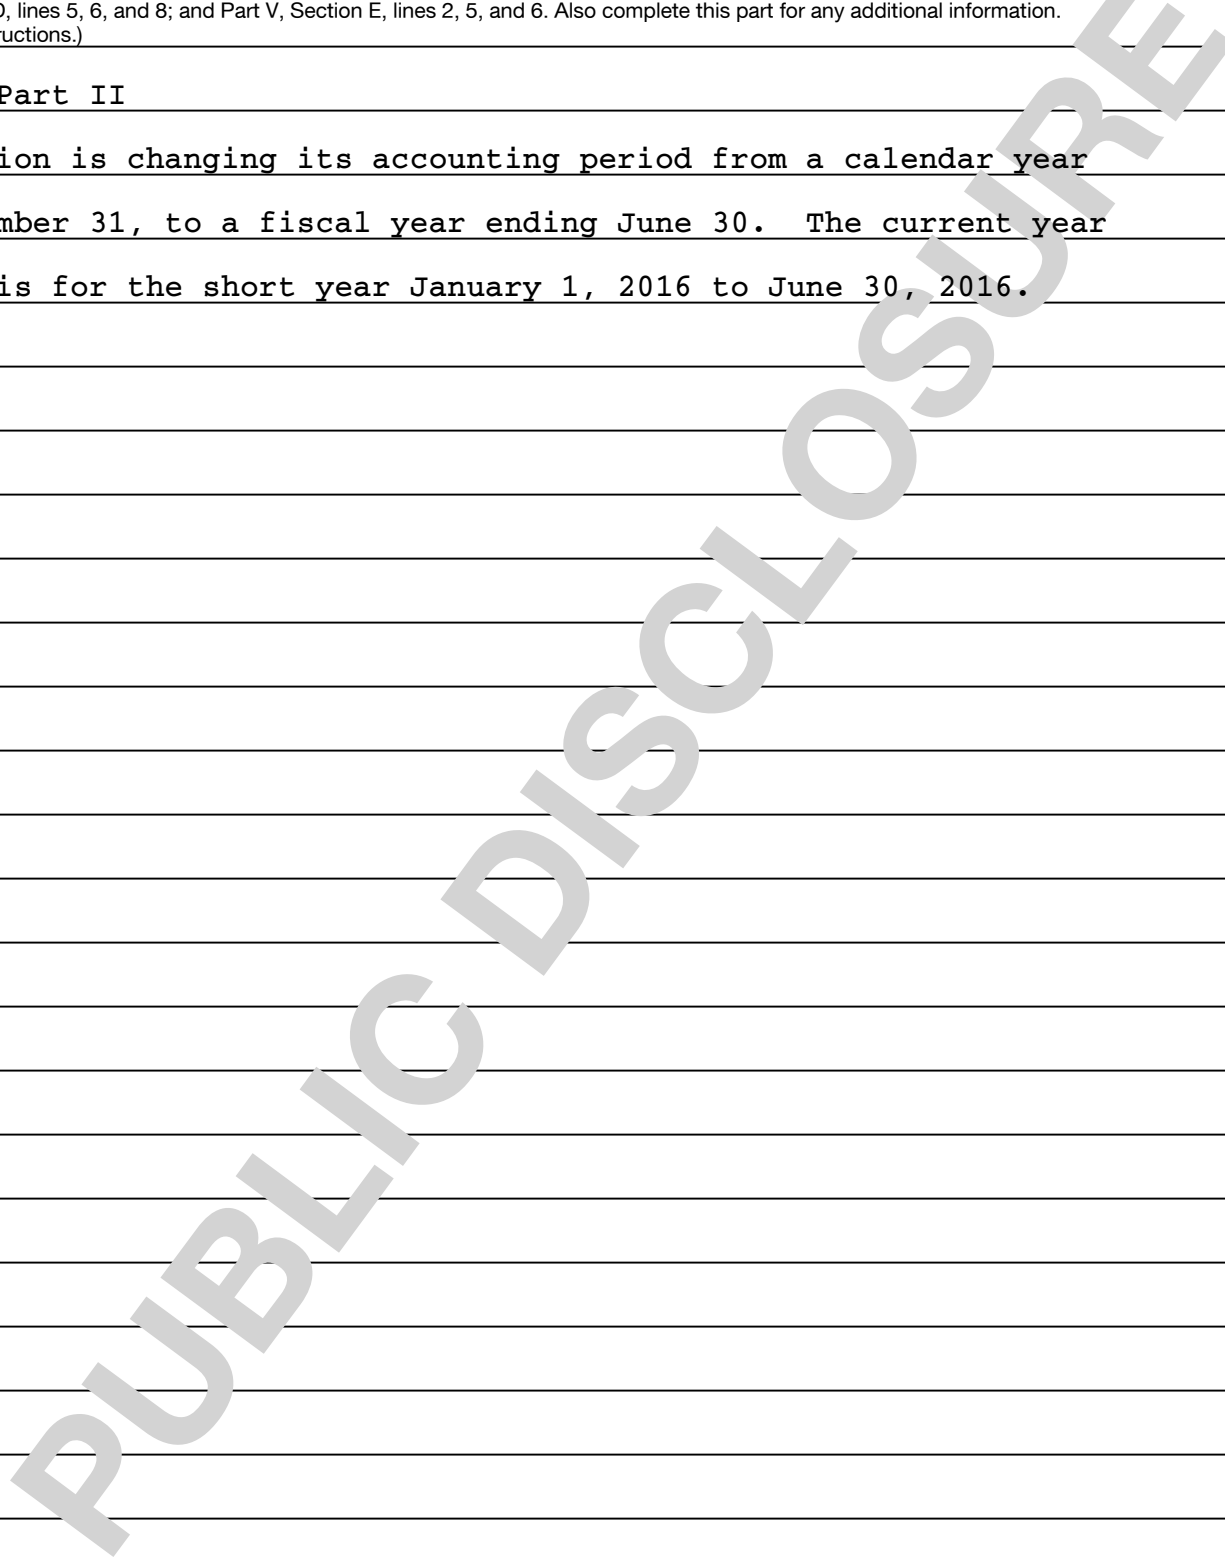 , lines 5, 6, and 8; and Part V, Section E, lines 2, 5, and 6. Also complete this part for any additional information.
uctions.)
Part II
ion is changing its accounting period from a calendar year
mber 31, to a fiscal year ending June 30. The current year
is for the short year January 1, 2016 to June 30, 2016.
PUBLIC DISCLOSURE